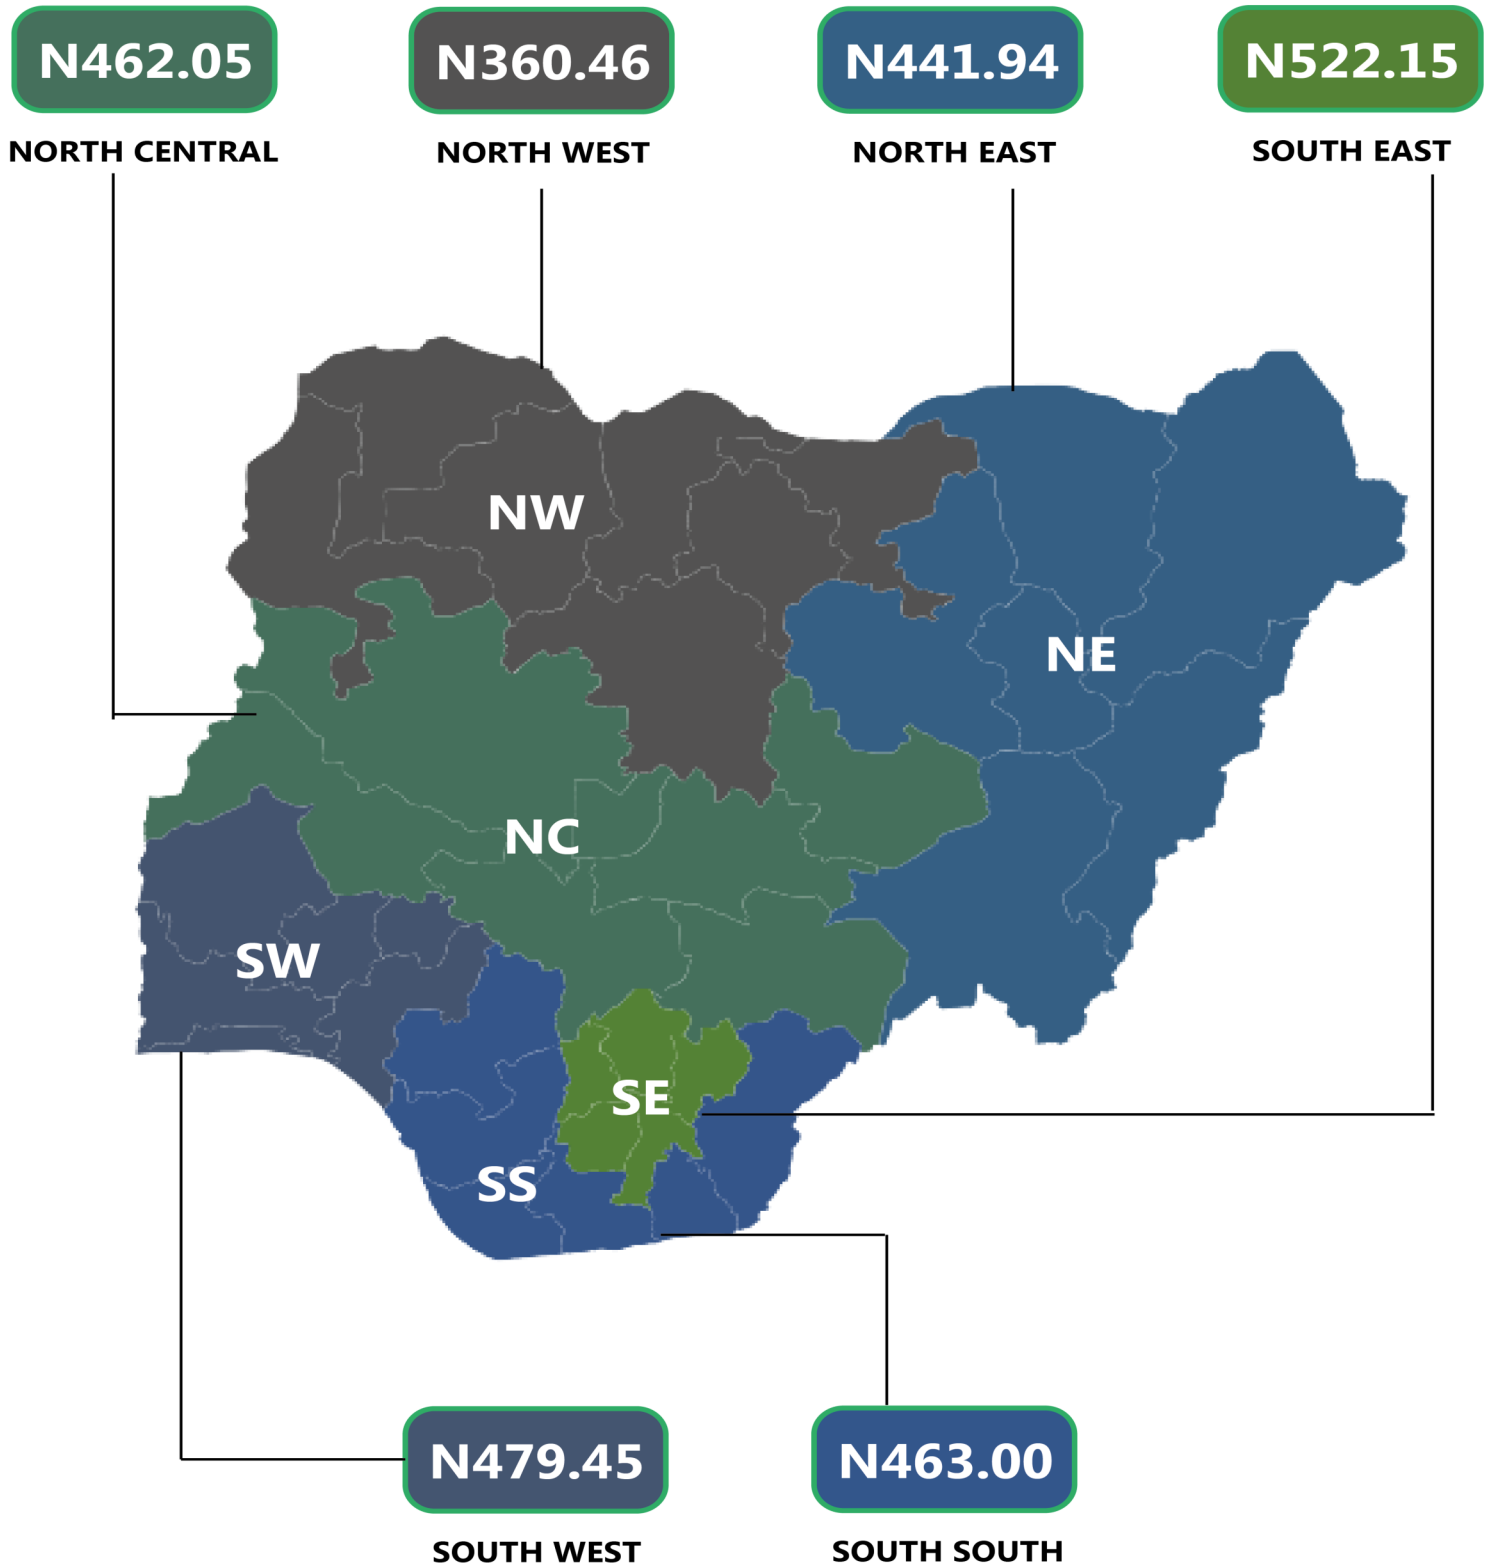 N462.05
N360.46
N441.94
N522.15
NORTH CENTRAL
NORTH WEST
NORTH EAST
SOUTH EAST
NW
NE
NC
SW
SE
SS
N479.45
N463.00
SOUTH WEST
SOUTH SOUTH